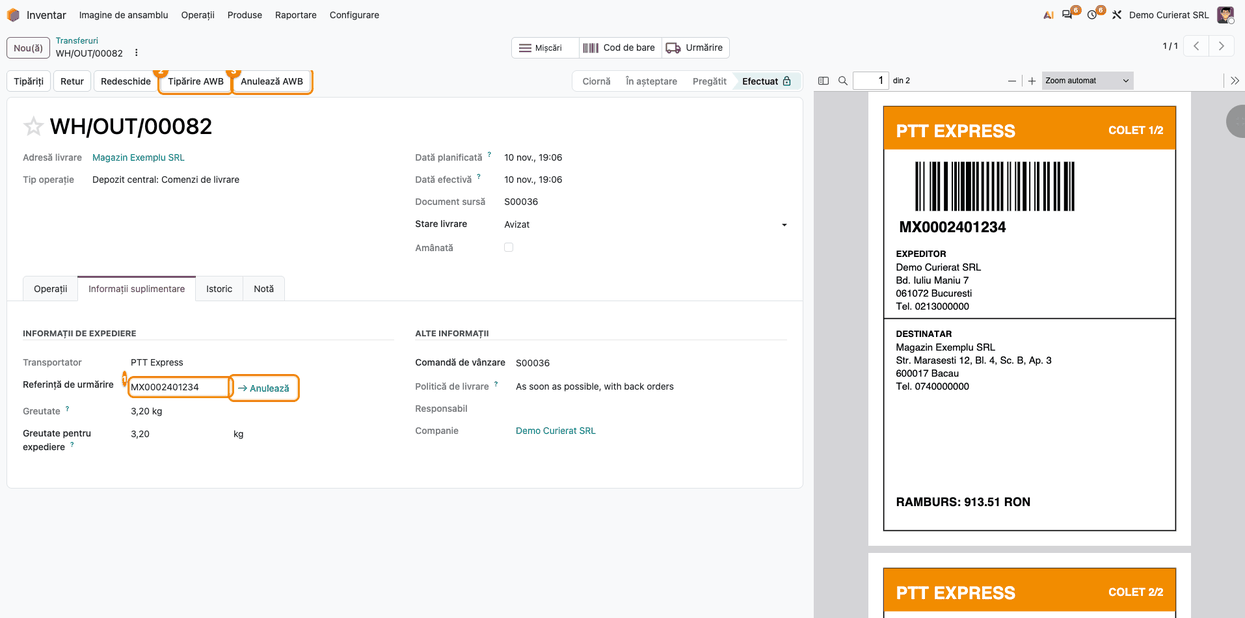 Inventar Imagine de ansamblu Operații Produse Raportare Configurare
AI 6 6 Demo Curierat SRL
Nou(ă) Transferuri
WH/OUT/00082
Mișcări Cod de bare Urmărire
1 / 1
Tipăriți Retur Redeschide Tipărire AWB Anulează AWB
Ciornă În așteptare Pregătit Efectuat
WH/OUT/00082
Adresă livrare Magazin Exemplu SRL
Tip operație Depozit central: Comenzi de livrare
Dată planificată ? 10 nov., 19:06
Dată efectivă ? 10 nov., 19:06
Document sursă S00036
Stare livrare Avizat
Amânată
Operații Informații suplimentare Istoric Notă
INFORMAȚII DE EXPEDIERE
Transportator PTT Express
Referință de urmărire 1 MX0002401234 → Anulează
Greutate ? 3,20 kg
Greutate pentru
expediere ? 3,20 kg
ALTE INFORMAȚII
Comandă de vânzare S00036
Politică de livrare ? As soon as possible, with back orders
Responsabil
Companie Demo Curierat SRL
1 din 2 Zoom automat
PTT EXPRESS COLET 1/2
MX0002401234
EXPEDITOR
Demo Curierat SRL
Bd. Iuliu Maniu 7
061072 Bucuresti
Tel. 0213000000
DESTINATAR
Magazin Exemplu SRL
Str. Marasesti 12, Bl. 4, Sc. B, Ap. 3
600017 Bacau
Tel. 0740000000
RAMBURS: 913.51 RON
PTT EXPRESS COLET 2/2